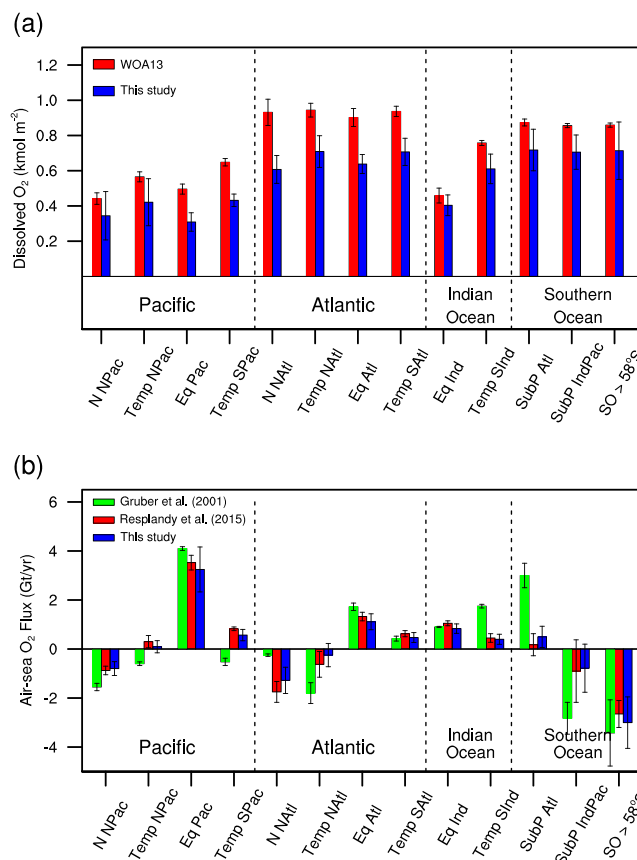 (a)
1.2
1.0
0.8
0.6
0.4
0.2
Dissolved O₂ (kmol m⁻²)
WOA13
This study
Pacific
Atlantic
Indian
Ocean
Southern
Ocean
N NPac
Temp NPac
Eq Pac
Temp SPac
N NAtl
Temp NAtl
Eq Atl
Temp SAtl
Eq Ind
Temp SInd
SubP Atl
SubP IndPac
SO > 58°S
(b)
6
4
2
0
-2
-4
Air-sea O₂ Flux (Gt/yr)
Gruber et al. (2001)
Resplandy et al. (2015)
This study
Pacific
Atlantic
Indian
Ocean
Southern
Ocean
N NPac
Temp NPac
Eq Pac
Temp SPac
N NAtl
Temp NAtl
Eq Atl
Temp SAtl
Eq Ind
Temp SInd
SubP Atl
SubP IndPac
SO > 58°S